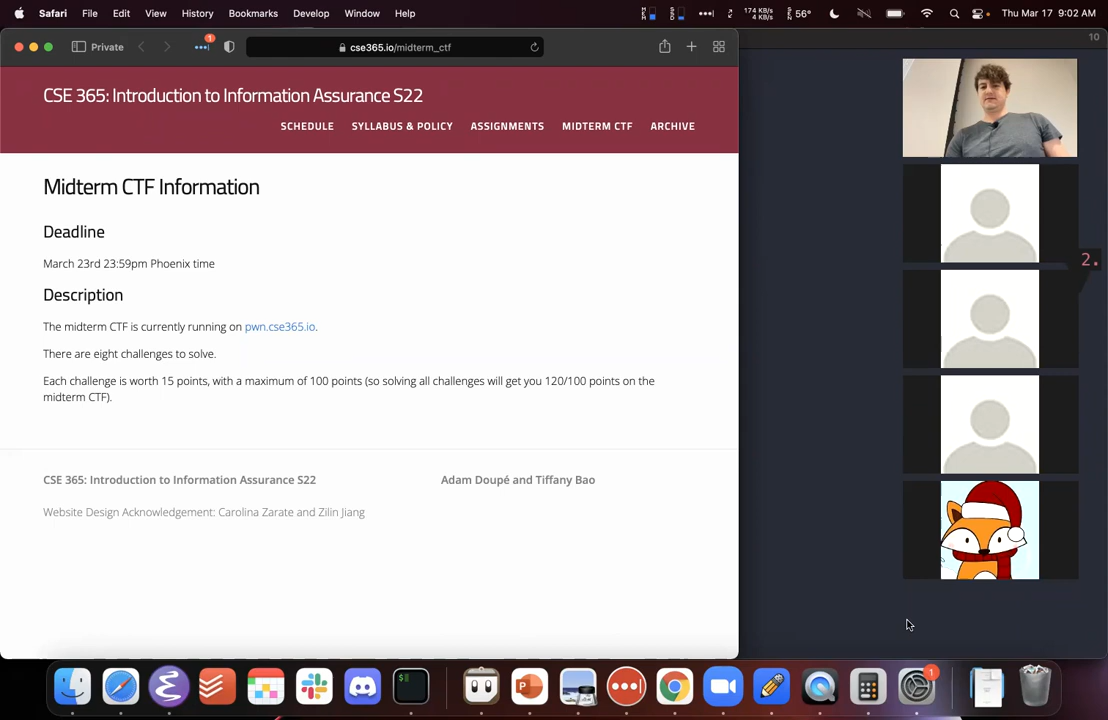 Safari File Edit View History Bookmarks Develop Window Help
174 KB/s
4 KB/s
56°
Thu Mar 17 9:02 AM
Private
1
cse365.io/midterm_ctf
10
CSE 365: Introduction to Information Assurance S22
SCHEDULE SYLLABUS & POLICY ASSIGNMENTS MIDTERM CTF ARCHIVE
Midterm CTF Information
Deadline
2.
March 23rd 23:59pm Phoenix time
Description
The midterm CTF is currently running on pwn.cse365.io.
There are eight challenges to solve.
Each challenge is worth 15 points, with a maximum of 100 points (so solving all challenges will get you 120/100 points on the
midterm CTF).
CSE 365: Introduction to Information Assurance S22
Adam Doupé and Tiffany Bao
Website Design Acknowledgement: Carolina Zarate and Zilin Jiang
$
P
1